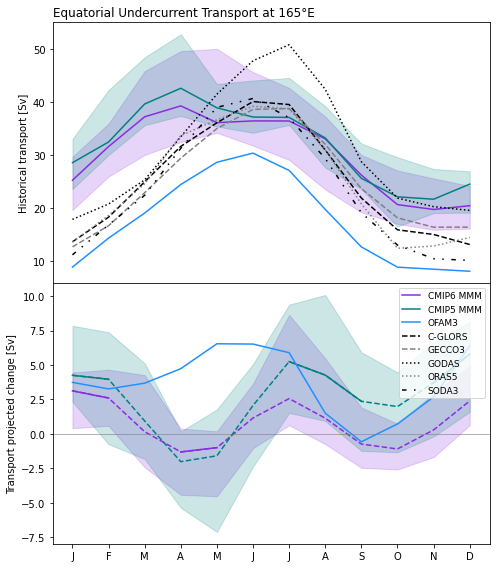 Equatorial Undercurrent Transport at 165°E
Historical transport [Sv]
50
40
30
20
10
Transport projected change [Sv]
10.0
7.5
5.0
2.5
0.0
−2.5
−5.0
−7.5
CMIP6 MMM
CMIP5 MMM
OFAM3
C-GLORS
GECCO3
GODAS
ORAS5
SODA3
J F M A M J J A S O N D